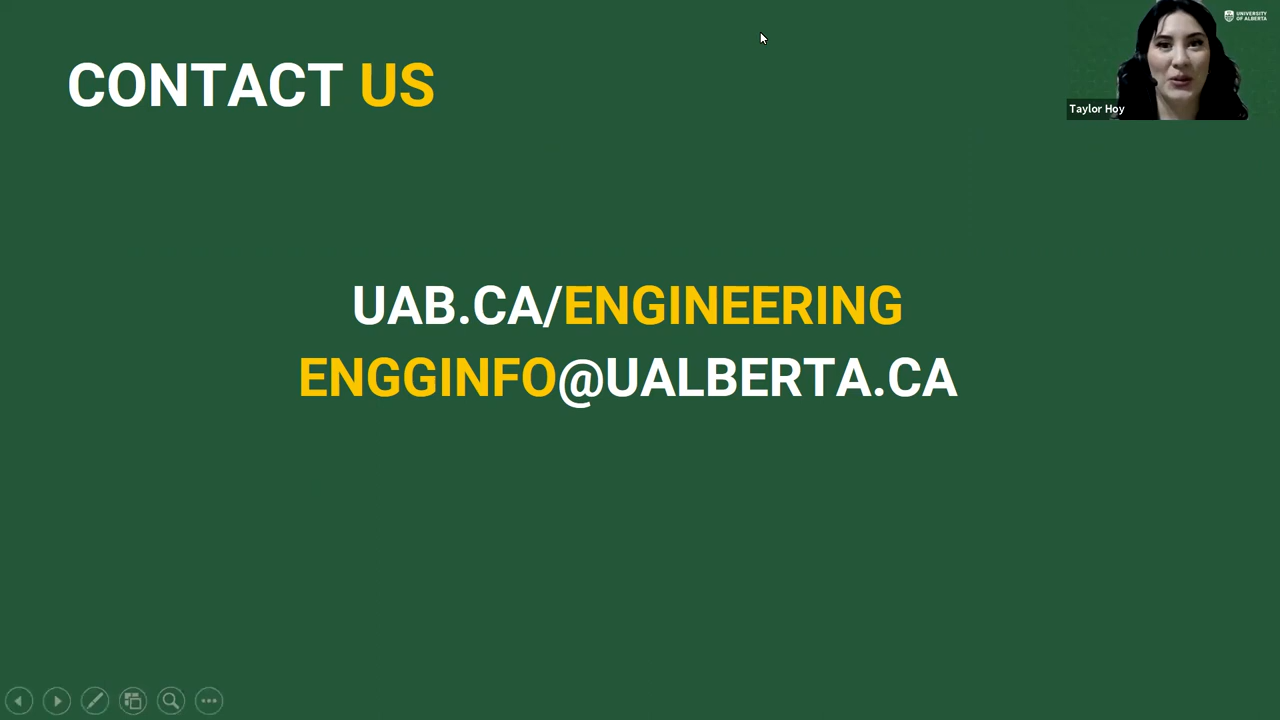 CONTACT US
UNIVERSITY
OF ALBERTA
Taylor Hoy
UAB.CA/ENGINEERING
ENGGINFO@UALBERTA.CA